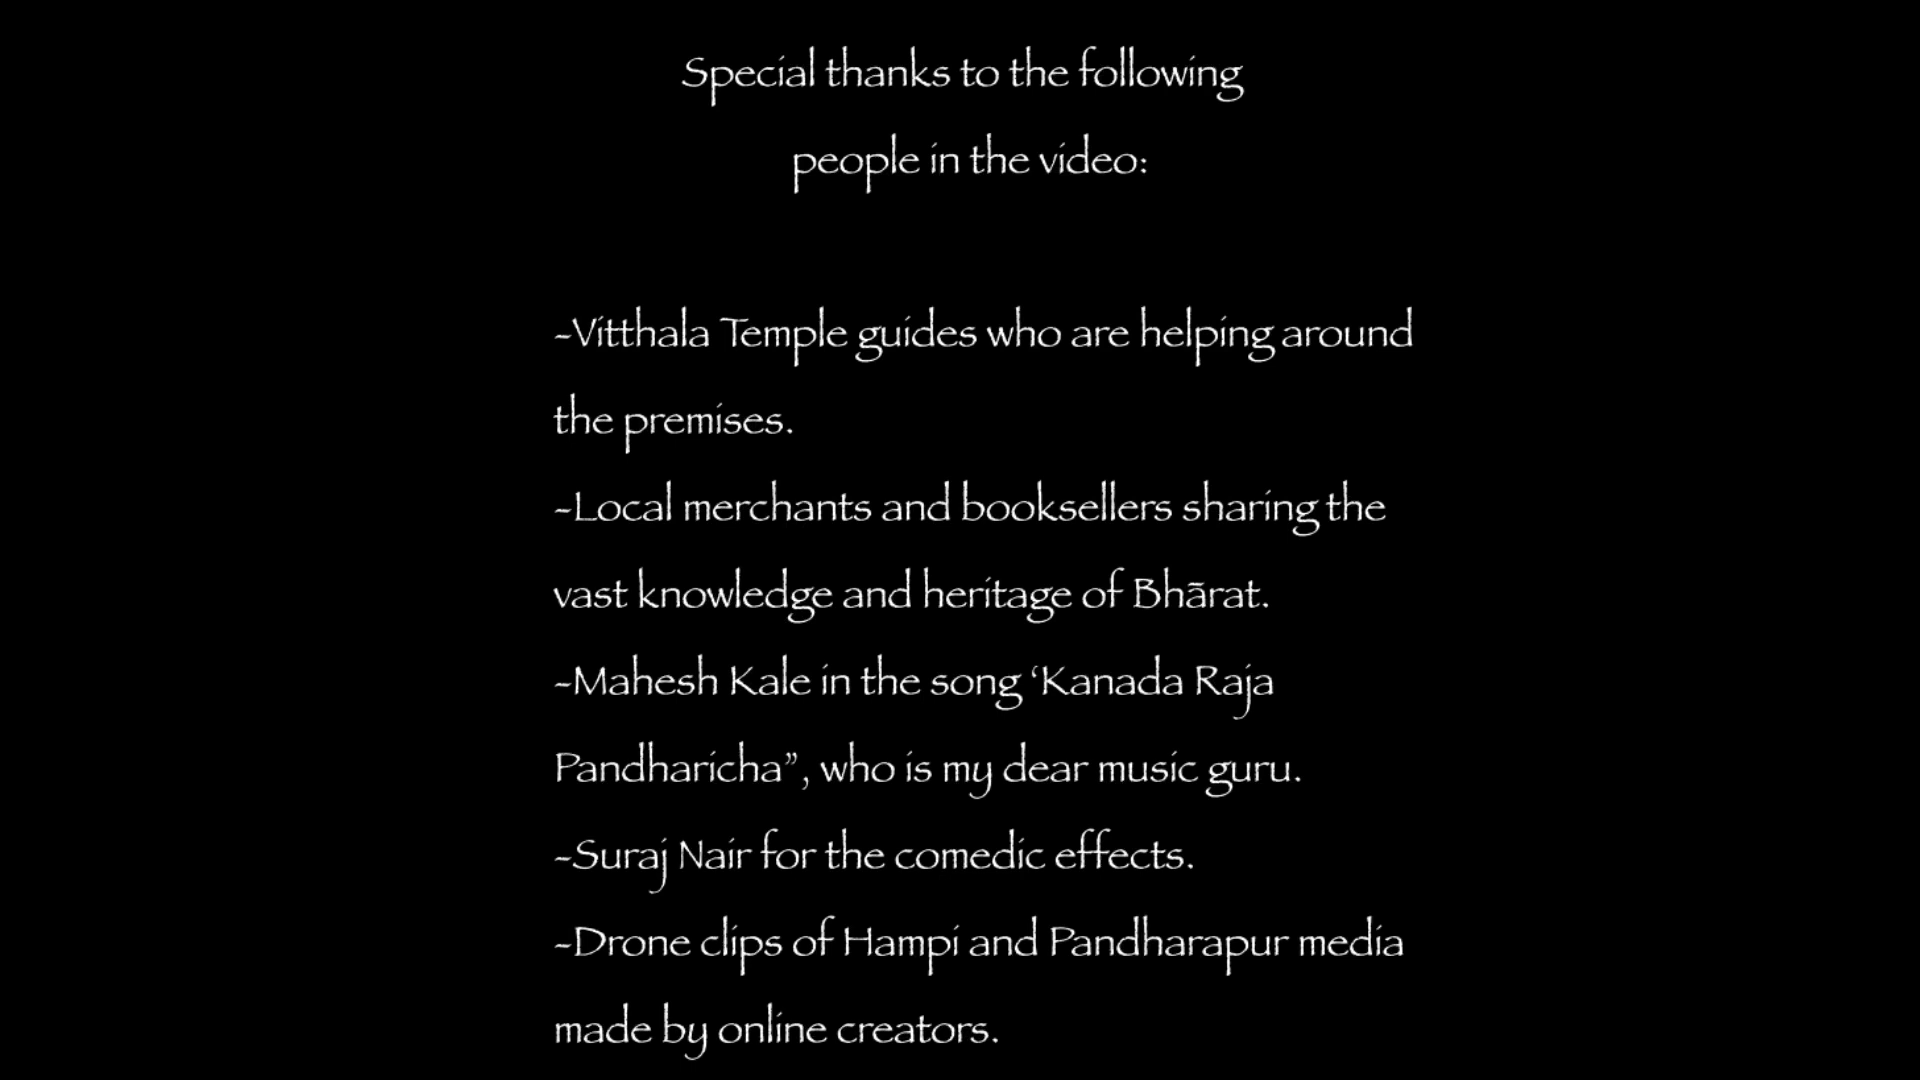 Special thanks to the following
people in the video:
-Vitthala Temple guides who are helping around
the premises.
-Local merchants and booksellers sharing the
vast knowledge and heritage of Bhārat.
-Mahesh Kale in the song ‘Kanada Raja
Pandharicha”, who is my dear music guru.
-Suraj Nair for the comedic effects.
-Drone clips of Hampi and Pandharapur media
made by online creators.